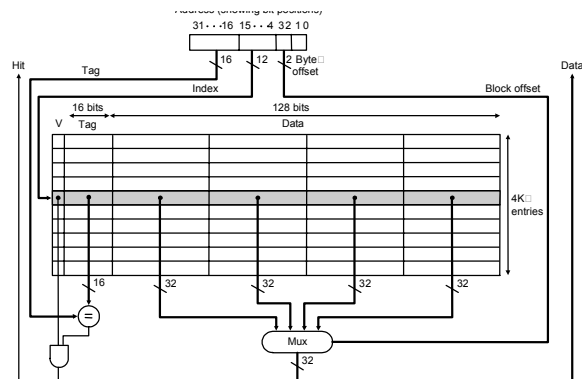 Address (showing bit positions)
31 · · · 16 15 · · 4 3 2 1 0
Hit
16
12
2 Byte
offset
Data
Tag
Index
Block offset
16 bits
128 bits
V
Tag
Data
4K
entries
16
32
32
32
32
=
Mux
32